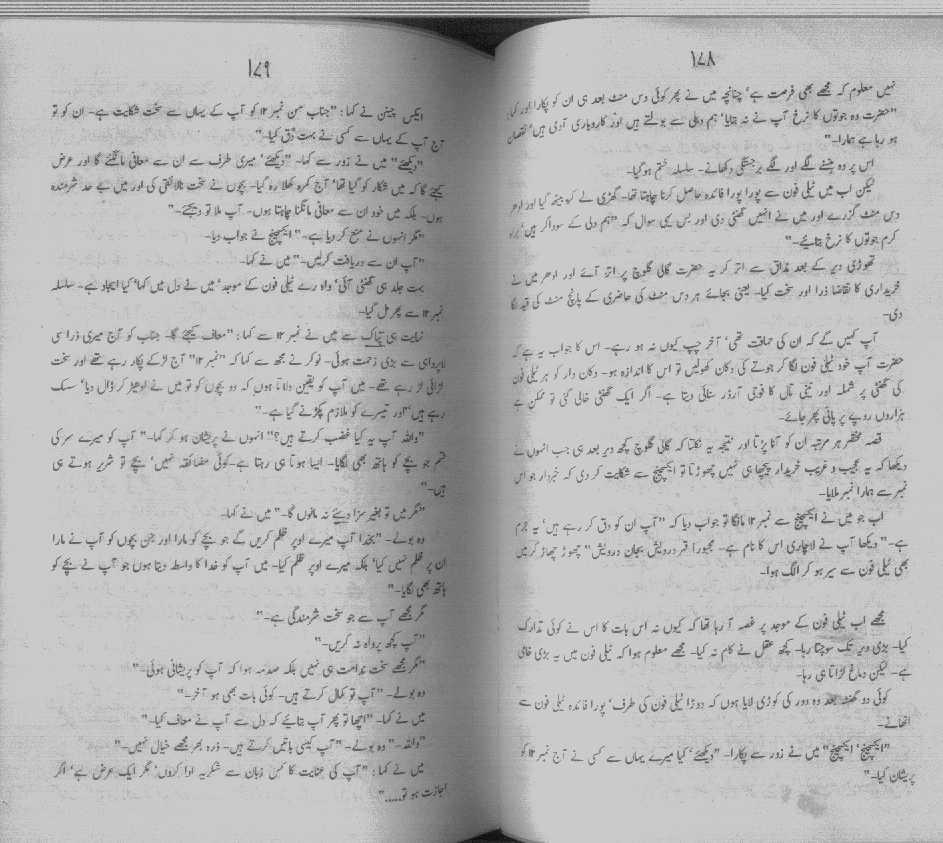 ۱۷۸
نہیں معلوم کہ مجھے بھی فرصت ہے‘ چنانچہ میں نے پھر کوئی دس منٹ بعد ہی ان کو پکارا اور کہا:
”حضرت وہ جوتوں کا نرخ آپ نے نہ بتایا‘ ہم دہلی سے بولتے ہیں اور کاروباری آدمی ہیں‘ نقصان
ہو رہا ہے ہمارا۔“
اس پر وہ ہنسنے لگے اور لگے برجستگی دکھانے۔ سلسلہ ختم ہو گیا۔
لیکن اب میں ٹیلی فون سے پورا پورا فائدہ حاصل کرنا چاہتا تھا۔ گھڑی لے کر بیٹھ گیا اور ادھر
دس منٹ گزرے اور میں نے انہیں گھنٹی دی اور بس یہی سوال کہ ”ہم دلی کے سوداگر ہیں‘ براہ
کرم جوتوں کا نرخ بتایئے۔“
تھوڑی دیر کے بعد مذاق سے اتر کر یہ حضرت گالی گلوچ پر اتر آئے اور ادھر میں نے
خریداری کا تقاضا ذرا اور سخت کیا۔ یعنی بجائے ہر دس منٹ کی حاضری کے پانچ منٹ کی قید لگا
دی۔
آپ کہیں گے کہ ان کی حماقت تھی‘ آخر چپ کیوں نہ ہو رہے۔ اس کا جواب یہ ہے کہ
حضرت آپ خود ٹیلی فون لگا کر جوتے کی دکان کھولیں تو اس کا اندازہ ہو۔ دکان دار کو ہر ٹیلی فون
کی گھنٹی پر شملہ اور نینی تال کا فوجی آرڈر سنائی دیتا ہے۔ اگر ایک گھنٹی خالی گئی تو ممکن ہے
ہزاروں روپے پر پانی پھر جائے۔
قصہ مختصر ہر مرتبہ ان کو آنا پڑتا اور نتیجہ یہ نکلتا کہ گالی گلوچ کچھ دیر بعد ہی جب انہوں نے
دیکھا کہ یہ عجیب و غریب خریدار پیچھا ہی نہیں چھوڑتا تو ایکسچینج سے شکایت کر دی کہ خبردار جو اس
نمبر سے ہمارا نمبر ملایا۔
اب جو میں نے ایکسچینج سے نمبر ۱۲ مانگا تو جواب دیا کہ ”آپ ان کو دق کر رہے ہیں‘ یہ جرم
ہے۔“ دیکھا آپ نے لاچاری اس کا نام ہے۔ مجبورا قہر درویش بجان درویش“ چھوڑ چھاڑ کر میں
بھی ٹیلی فون سے سیر ہو کر الگ ہوا۔
مجھے اب ٹیلی فون کے موجد پر غصہ آ رہا تھا کہ کیوں نہ اس بات کا اس نے کوئی تدارک
کیا۔ بڑی دیر تک سوچتا رہا۔ کچھ عقل نے کام نہ کیا۔ مجھے معلوم ہوا کہ ٹیلی فون میں یہ بڑی خامی
ہے۔ لیکن دماغ لڑاتا ہی رہا۔
کوئی دو گھنٹہ بعد وہ دور کی کوڑی لایا ہوں کہ دوڑا ٹیلی فون کی طرف‘ پورا فائدہ ٹیلی فون سے
اٹھانے۔
”ایکسچینج‘ ایکسچینج“ میں نے زور سے پکارا۔ ”دیکھئے‘ کیا میرے یہاں سے کسی نے آج نمبر ۱۲ کو
پریشان کیا۔“
۱۷۹
ایکس چینج نے کہا: ”جناب من نمبر ۱۲ کو آپ کے یہاں سے سخت شکایت ہے۔ ان کو تو
آج آپ کے یہاں سے کسی نے بہت دق کیا۔“
”دیکھئے“ میں نے زور سے کہا۔ ”دیکھئے‘ میری طرف سے ان سے معافی مانگئے گا اور عرض
کیجئے گا کہ میں شکار کو گیا تھا‘ آج کمرہ کھلا رہ گیا۔ بچوں نے سخت نالائقی کی اور میں بے حد شرمندہ
ہوں۔ بلکہ میں خود ان سے معافی مانگنا چاہتا ہوں۔ آپ ملا تو دیجئے۔“
”مگر انہوں نے منع کر دیا ہے۔“ ایکسچینج نے جواب دیا۔
”آپ ان سے دریافت کرلیں۔“ میں نے کہا۔
بہت جلد ہی گھنٹی آئی‘ واہ رے ٹیلی فون کے موجد‘ میں نے دل میں کہا‘ کیا ایجاد ہے۔ سلسلہ
نمبر ۱۲ سے پھر مل گیا۔
نہایت ہی تپاک سے میں نے نمبر ۱۲ سے کہا: ”معاف کیجئے گا۔ جناب کو آج میری ذرا سی
لاپروای سے بڑی زحمت ہوئی۔ نوکر نے مجھ سے کہا کہ ”نمبر ۱۲“ آج لڑکے پکار رہے تھے اور سخت
لڑائی لڑ رہے تھے۔ میں آپ کو یقین دلاتا ہوں کہ دو بچوں کو تو میں نے ادھیڑ کر ڈال دیا‘ سسک
رہے ہیں‘ اور تیسرے کو ملازم پکڑنے گیا ہے۔“
”واللہ آپ یہ کیا غضب کرتے ہیں؟“ انہوں نے پریشان ہو کر کہا۔“ آپ کو میرے سر کی
قسم جو بچے کو ہاتھ بھی لگایا۔ ایسا ہوتا ہی رہتا ہے۔ کوئی مضائقہ نہیں‘ بچے تو شریر ہوتے ہی
ہیں۔“
”مگر میں تو بغیر سزا دیئے نہ مانوں گا۔“ میں نے کہا۔
وہ بولے۔ ”بخدا آپ میرے اوپر ظلم کریں گے جو بچے کو مارا اور جن بچوں کو آپ نے مارا
ان پر ظلم نہیں کیا‘ بلکہ میرے اوپر ظلم کیا۔ میں آپ کو خدا کا واسطہ دیتا ہوں جو آپ نے بچے کو
ہاتھ بھی لگایا۔“
مگر مجھے آپ سے جو سخت شرمندگی ہے۔“
”آپ کچھ پرواہ نہ کریں۔“
”مگر مجھے سخت ندامت ہی نہیں بلکہ صدمہ ہوا کہ آپ کو پریشانی ہوئی۔“
وہ بولے۔ ”آپ تو کمال کرتے ہیں۔ کوئی بات بھی ہو آخر۔“
میں نے کہا۔ ”اچھا تو پھر آپ بتایئے کہ دل سے آپ نے معاف کیا۔“
”واللہ۔“ وہ بولے۔ ”آپ کیسی باتیں کرتے ہیں۔ ذرہ بھر مجھے خیال نہیں۔“
میں نے کہا: ”آپ کی عنایت کا کس زبان سے شکریہ ادا کروں‘ مگر ایک عرض ہے‘ اگر
اجازت ہو تو.....“